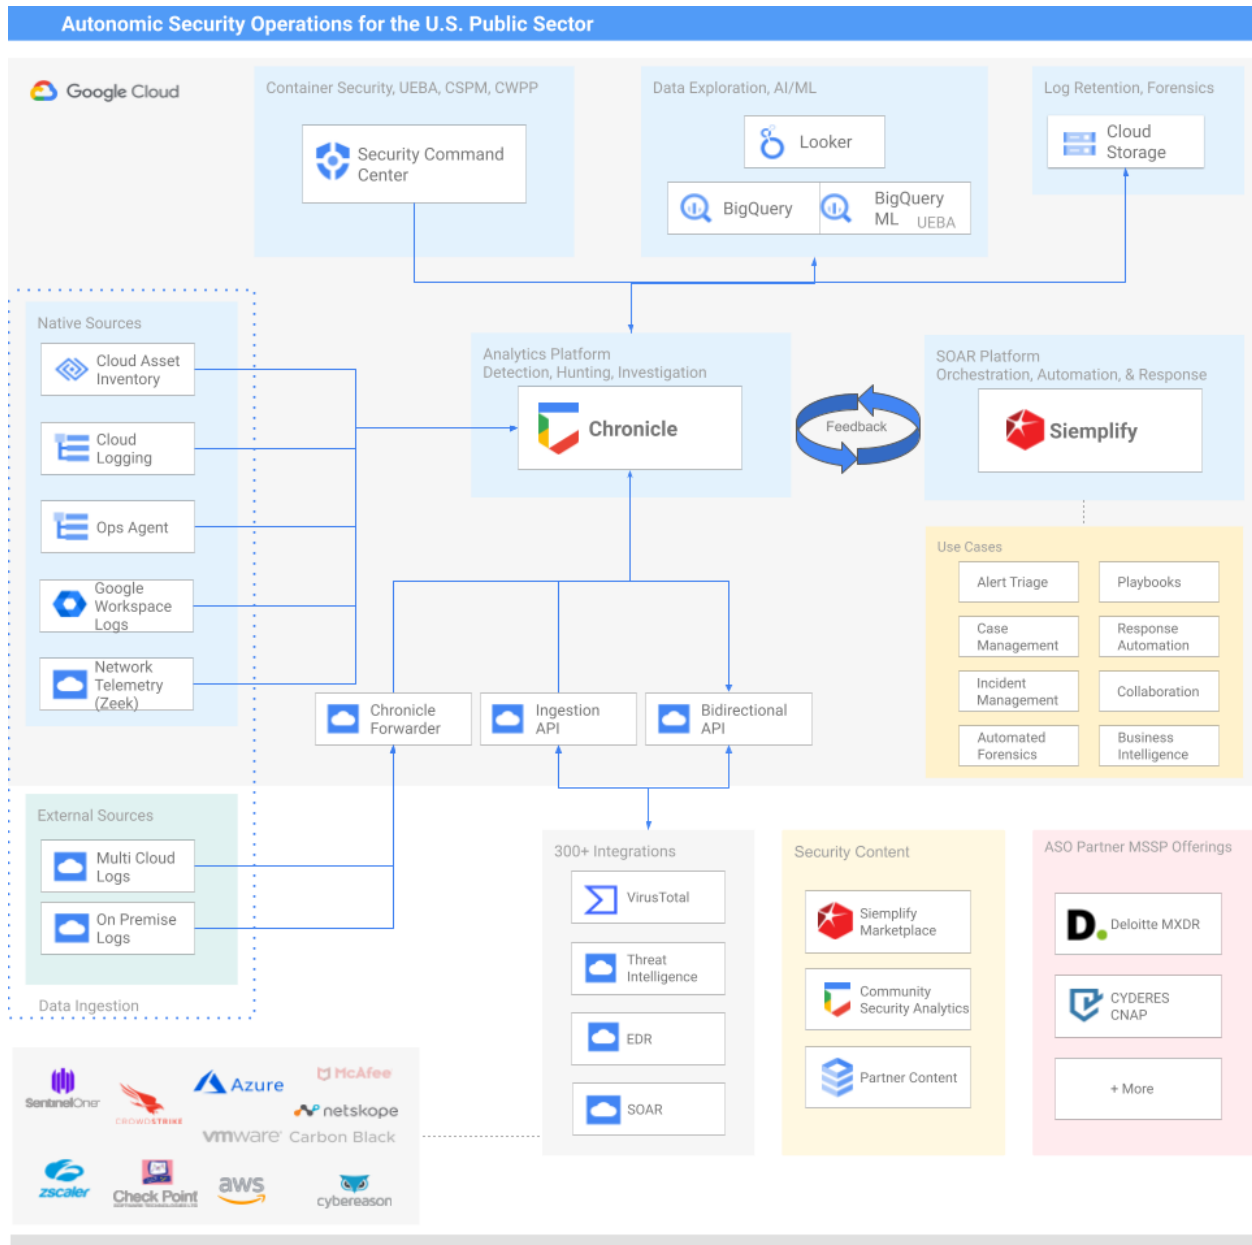 Autonomic Security Operations for the U.S. Public Sector
Google Cloud
Container Security, UEBA, CSPM, CWPP
Security Command
Center
Data Exploration, AI/ML
Looker
BigQuery
BigQuery
ML UEBA
Log Retention, Forensics
Cloud
Storage
Native Sources
Cloud Asset
Inventory
Cloud
Logging
Ops Agent
Google
Workspace
Logs
Network
Telemetry
(Zeek)
Analytics Platform
Detection, Hunting, Investigation
Chronicle
Feedback
SOAR Platform
Orchestration, Automation, & Response
Siemplify
Use Cases
Alert Triage
Playbooks
Case
Management
Response
Automation
Incident
Management
Collaboration
Automated
Forensics
Business
Intelligence
Chronicle
Forwarder
Ingestion
API
Bidirectional
API
External Sources
Multi Cloud
Logs
On Premise
Logs
Data Ingestion
300+ Integrations
VirusTotal
Threat
Intelligence
EDR
SOAR
Security Content
Siemplify
Marketplace
Community
Security Analytics
Partner Content
ASO Partner MSSP Offerings
D.
Deloitte MXDR
CYDERES
CNAP
+ More
SentinelOne
CROWDSTRIKE
Azure
McAfee
netskope
vmware Carbon Black
zscaler
Check Point
SOFTWARE TECHNOLOGIES LTD
aws
cybereason